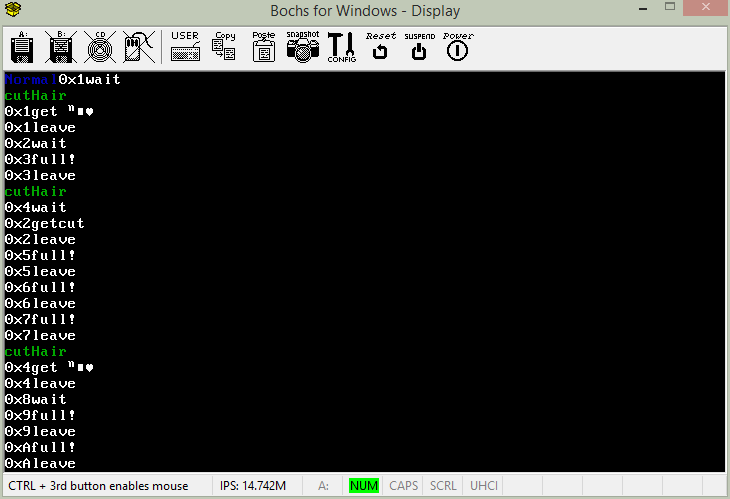 Bochs for Windows - Display
A: B: CD USER Copy Paste snapshot CONFIG Reset SUSPEND Power
Normal0x1wait
cutHair
0x1get ⁿ∎♥
0x1leave
0x2wait
0x3full!
0x3leave
cutHair
0x4wait
0x2getcut
0x2leave
0x5full!
0x5leave
0x6full!
0x6leave
0x7full!
0x7leave
cutHair
0x4get ⁿ∎♥
0x4leave
0x8wait
0x9full!
0x9leave
0xAfull!
0xAleave
CTRL + 3rd button enables mouse IPS: 14.742M A: NUM CAPS SCRL UHCI